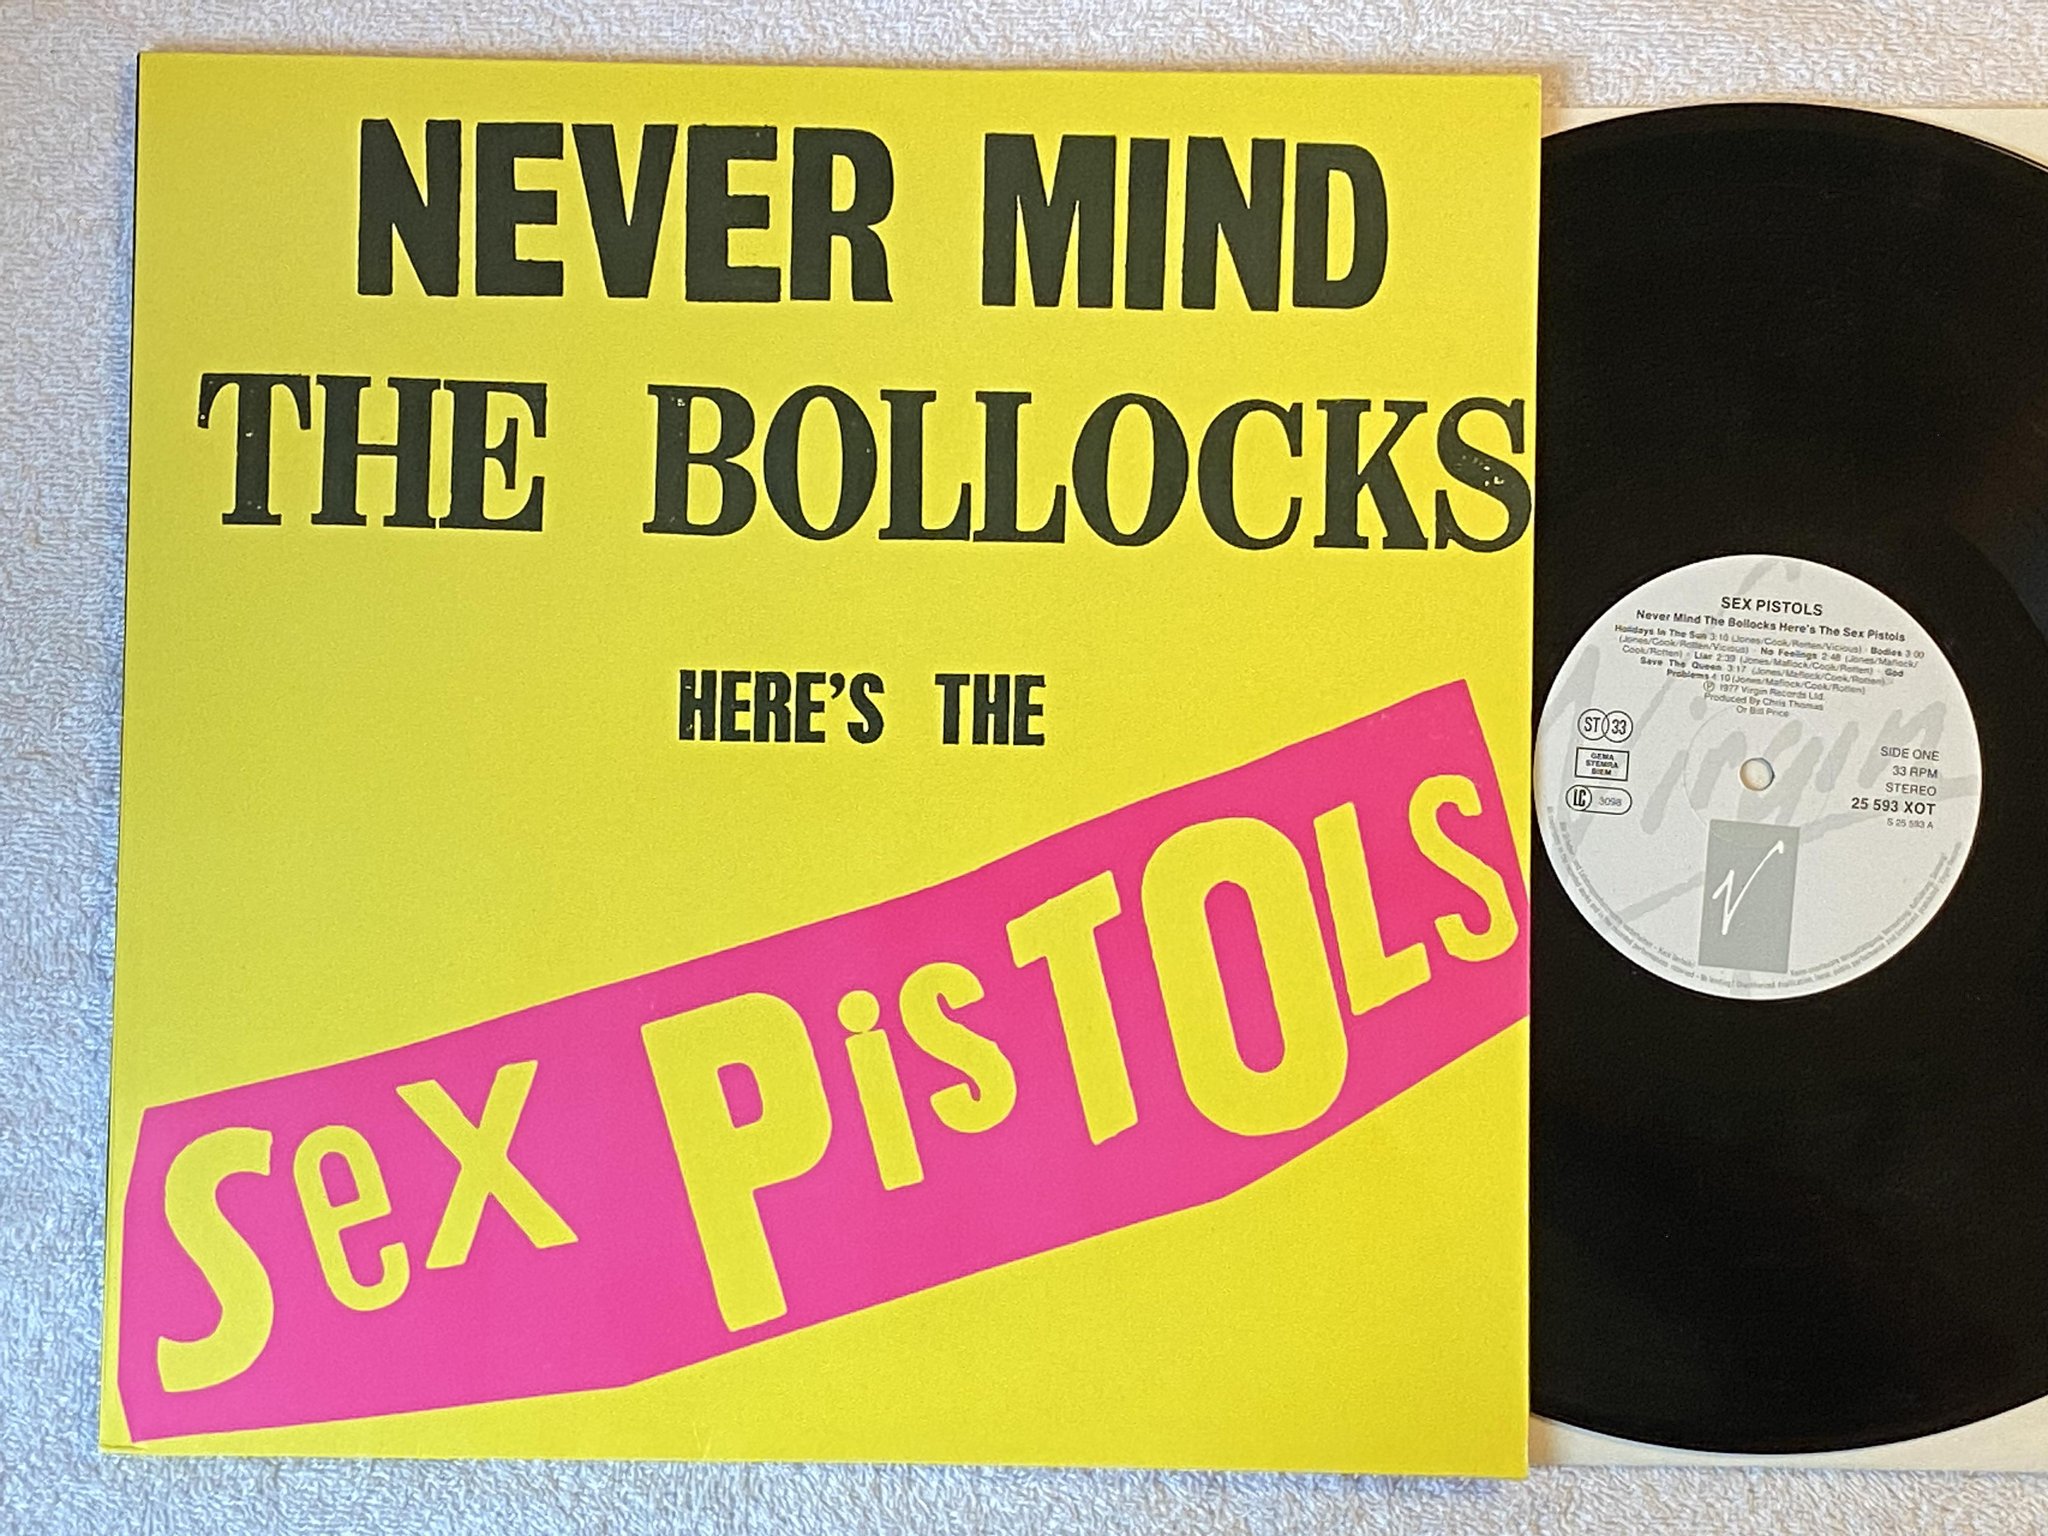 NEVER MIND
THE BOLLOCKS
HERE'S THE
SeX PiSTOLS
SEX PISTOLS
Never Mind The Bollocks Here's The Sex Pistols
Holidays In The Sun 3:10 (Jones/Cook/Rotten/Vicious) · Bodies 3:00
(Jones/Cook/Rotten/Vicious) · No Feelings 2:48 (Jones/Matlock/
Cook/Rotten) · Liar 2:39 (Jones/Matlock/Cook/Rotten) · God
Save The Queen 3:17 (Jones/Matlock/Cook/Rotten) ·
Problems 4:10 (Jones/Matlock/Cook/Rotten)
℗ 1977 Virgin Records Ltd.
Produced By Chris Thomas
Or Bill Price
ST 33
GEMA
STEMRA
BIEM
LC 3098
SIDE ONE
33 RPM
STEREO
25 593 XOT
S 25 593 A
Virgin
V